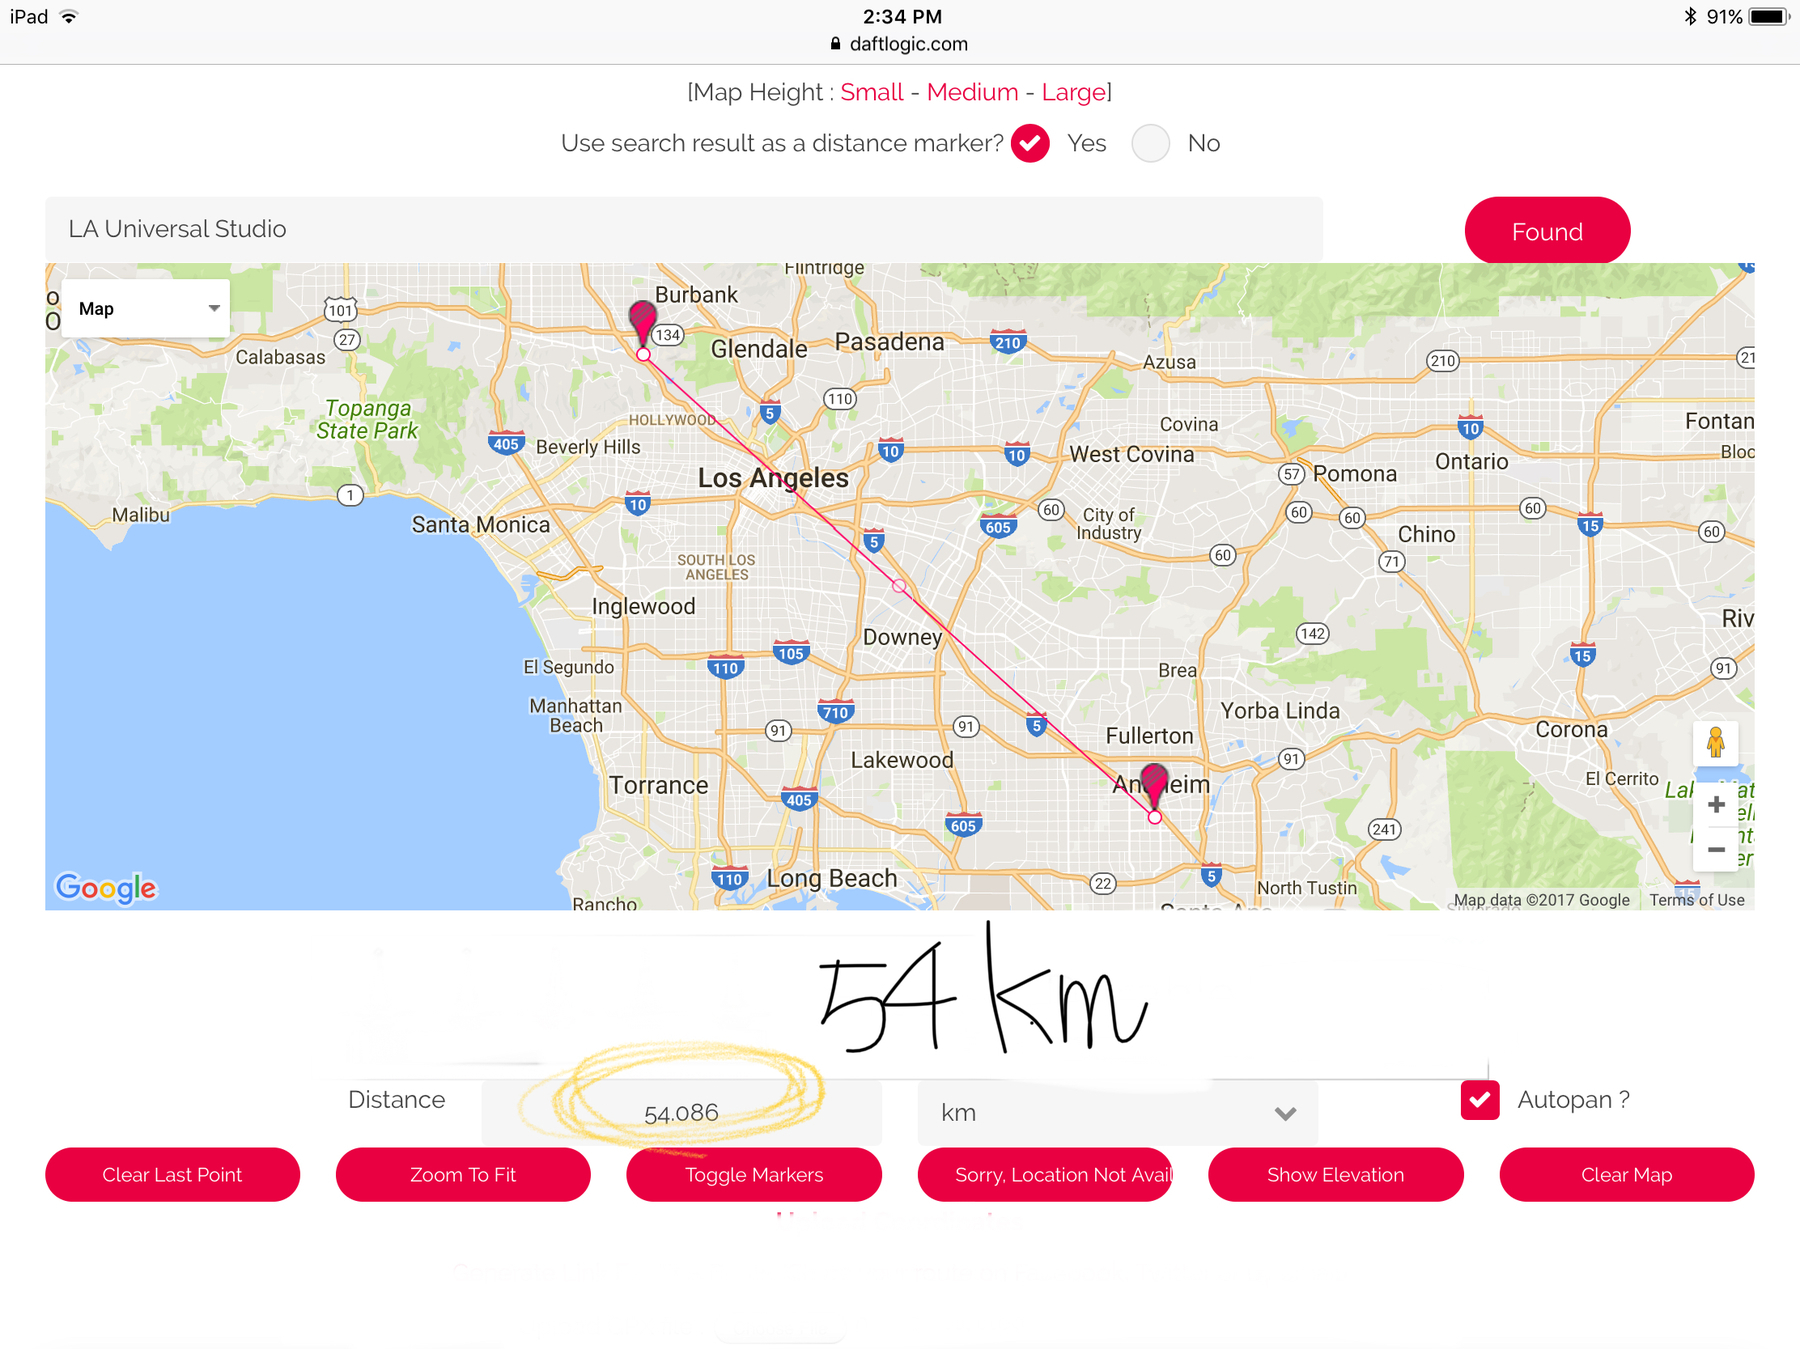 iPad 2:34 PM 91%
daftlogic.com
[Map Height : Small - Medium - Large]
Use search result as a distance marker? Yes No
LA Universal Studio Found
Map
Flintridge
Burbank
101
134
27
Calabasas
Glendale
Pasadena
210
Azusa
210
21
Topanga
State Park
110
5
HOLLYWOOD
Covina
Fontan
405
Beverly Hills
10
10
West Covina
10
Bloc
Los Angeles
57
Pomona
Ontario
1
Malibu
Santa Monica
10
605
60
City of
Industry
60
60
60
15
60
Chino
5
60
71
SOUTH LOS
ANGELES
Inglewood
Downey
142
Riv
El Segundo
110
105
Brea
15
91
Manhattan
Beach
710
91
91
5
Fullerton
Yorba Linda
Corona
Lakewood
91
El Cerrito
Torrance
405
Anaheim
605
241
Google
110
Long Beach
22
5
North Tustin
15
Rancho
Map data ©2017 Google Terms of Use
54 km
Distance 54.086 km Autopan ?
Clear Last Point Zoom To Fit Toggle Markers Sorry, Location Not Avail Show Elevation Clear Map